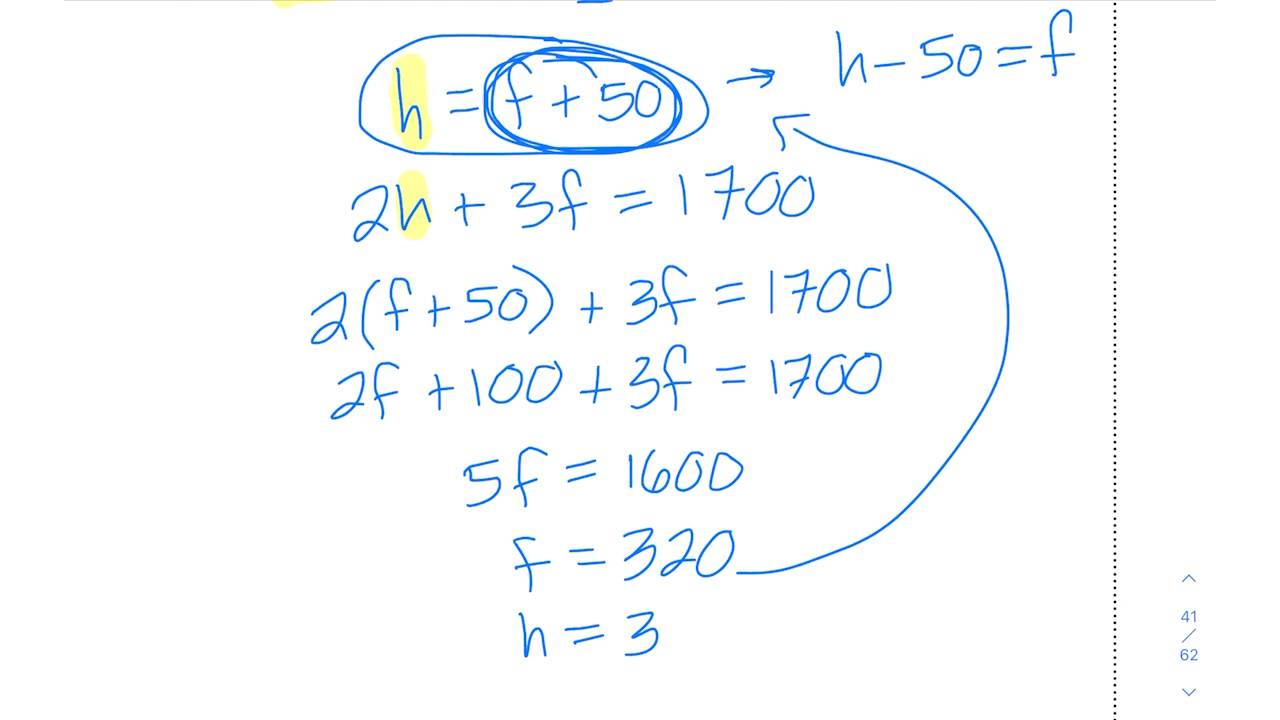 h = f + 50 → h - 50 = f
2h + 3f = 1700
2(f + 50) + 3f = 1700
2f + 100 + 3f = 1700
5f = 1600
f = 320
h = 3
41
/
62